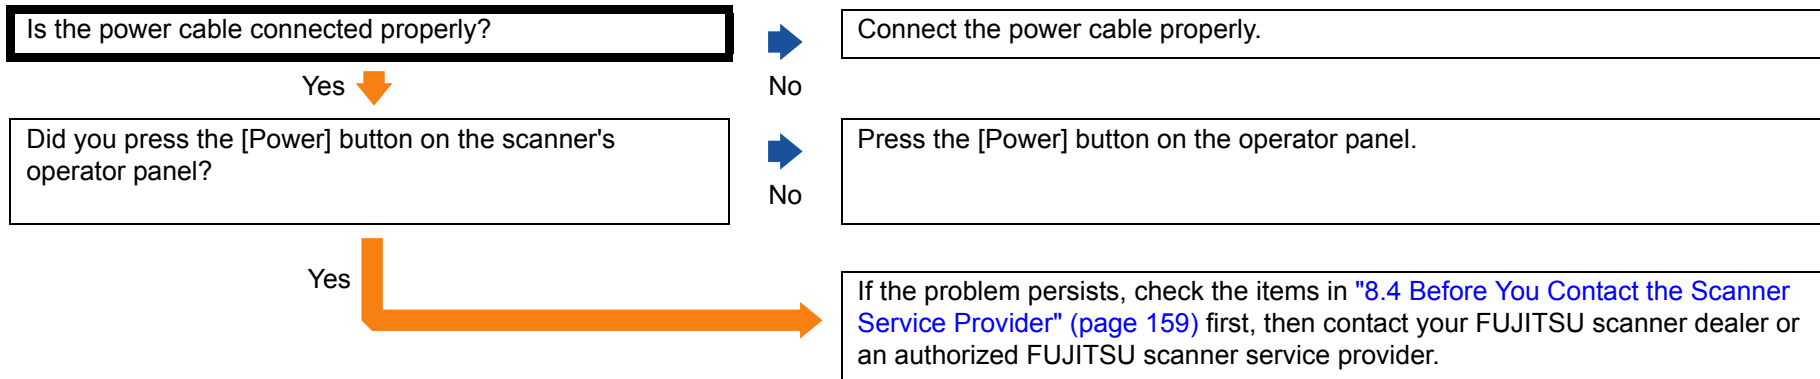 Is the power cable connected properly?
Connect the power cable properly.
Yes
No
Did you press the [Power] button on the scanner's
operator panel?
Press the [Power] button on the operator panel.
No
Yes
If the problem persists, check the items in "8.4 Before You Contact the Scanner
Service Provider" (page 159) first, then contact your FUJITSU scanner dealer or
an authorized FUJITSU scanner service provider.